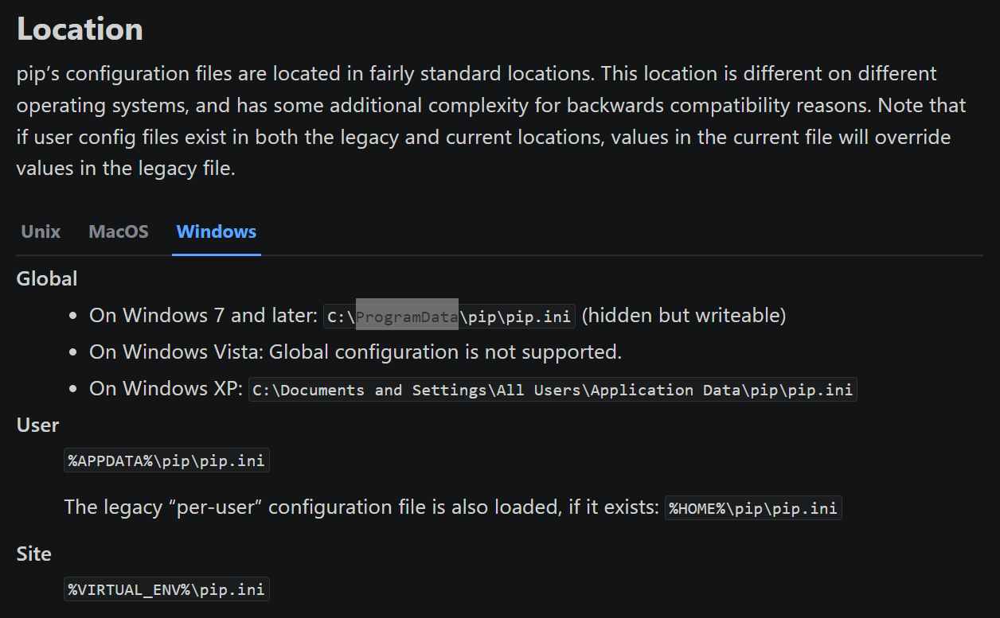 Location
pip’s configuration files are located in fairly standard locations. This location is different on different
operating systems, and has some additional complexity for backwards compatibility reasons. Note that
if user config files exist in both the legacy and current locations, values in the current file will override
values in the legacy file.
Unix MacOS Windows
Global
• On Windows 7 and later: C:\ProgramData\pip\pip.ini (hidden but writeable)
• On Windows Vista: Global configuration is not supported.
• On Windows XP: C:\Documents and Settings\All Users\Application Data\pip\pip.ini
User
%APPDATA%\pip\pip.ini
The legacy “per-user” configuration file is also loaded, if it exists: %HOME%\pip\pip.ini
Site
%VIRTUAL_ENV%\pip.ini